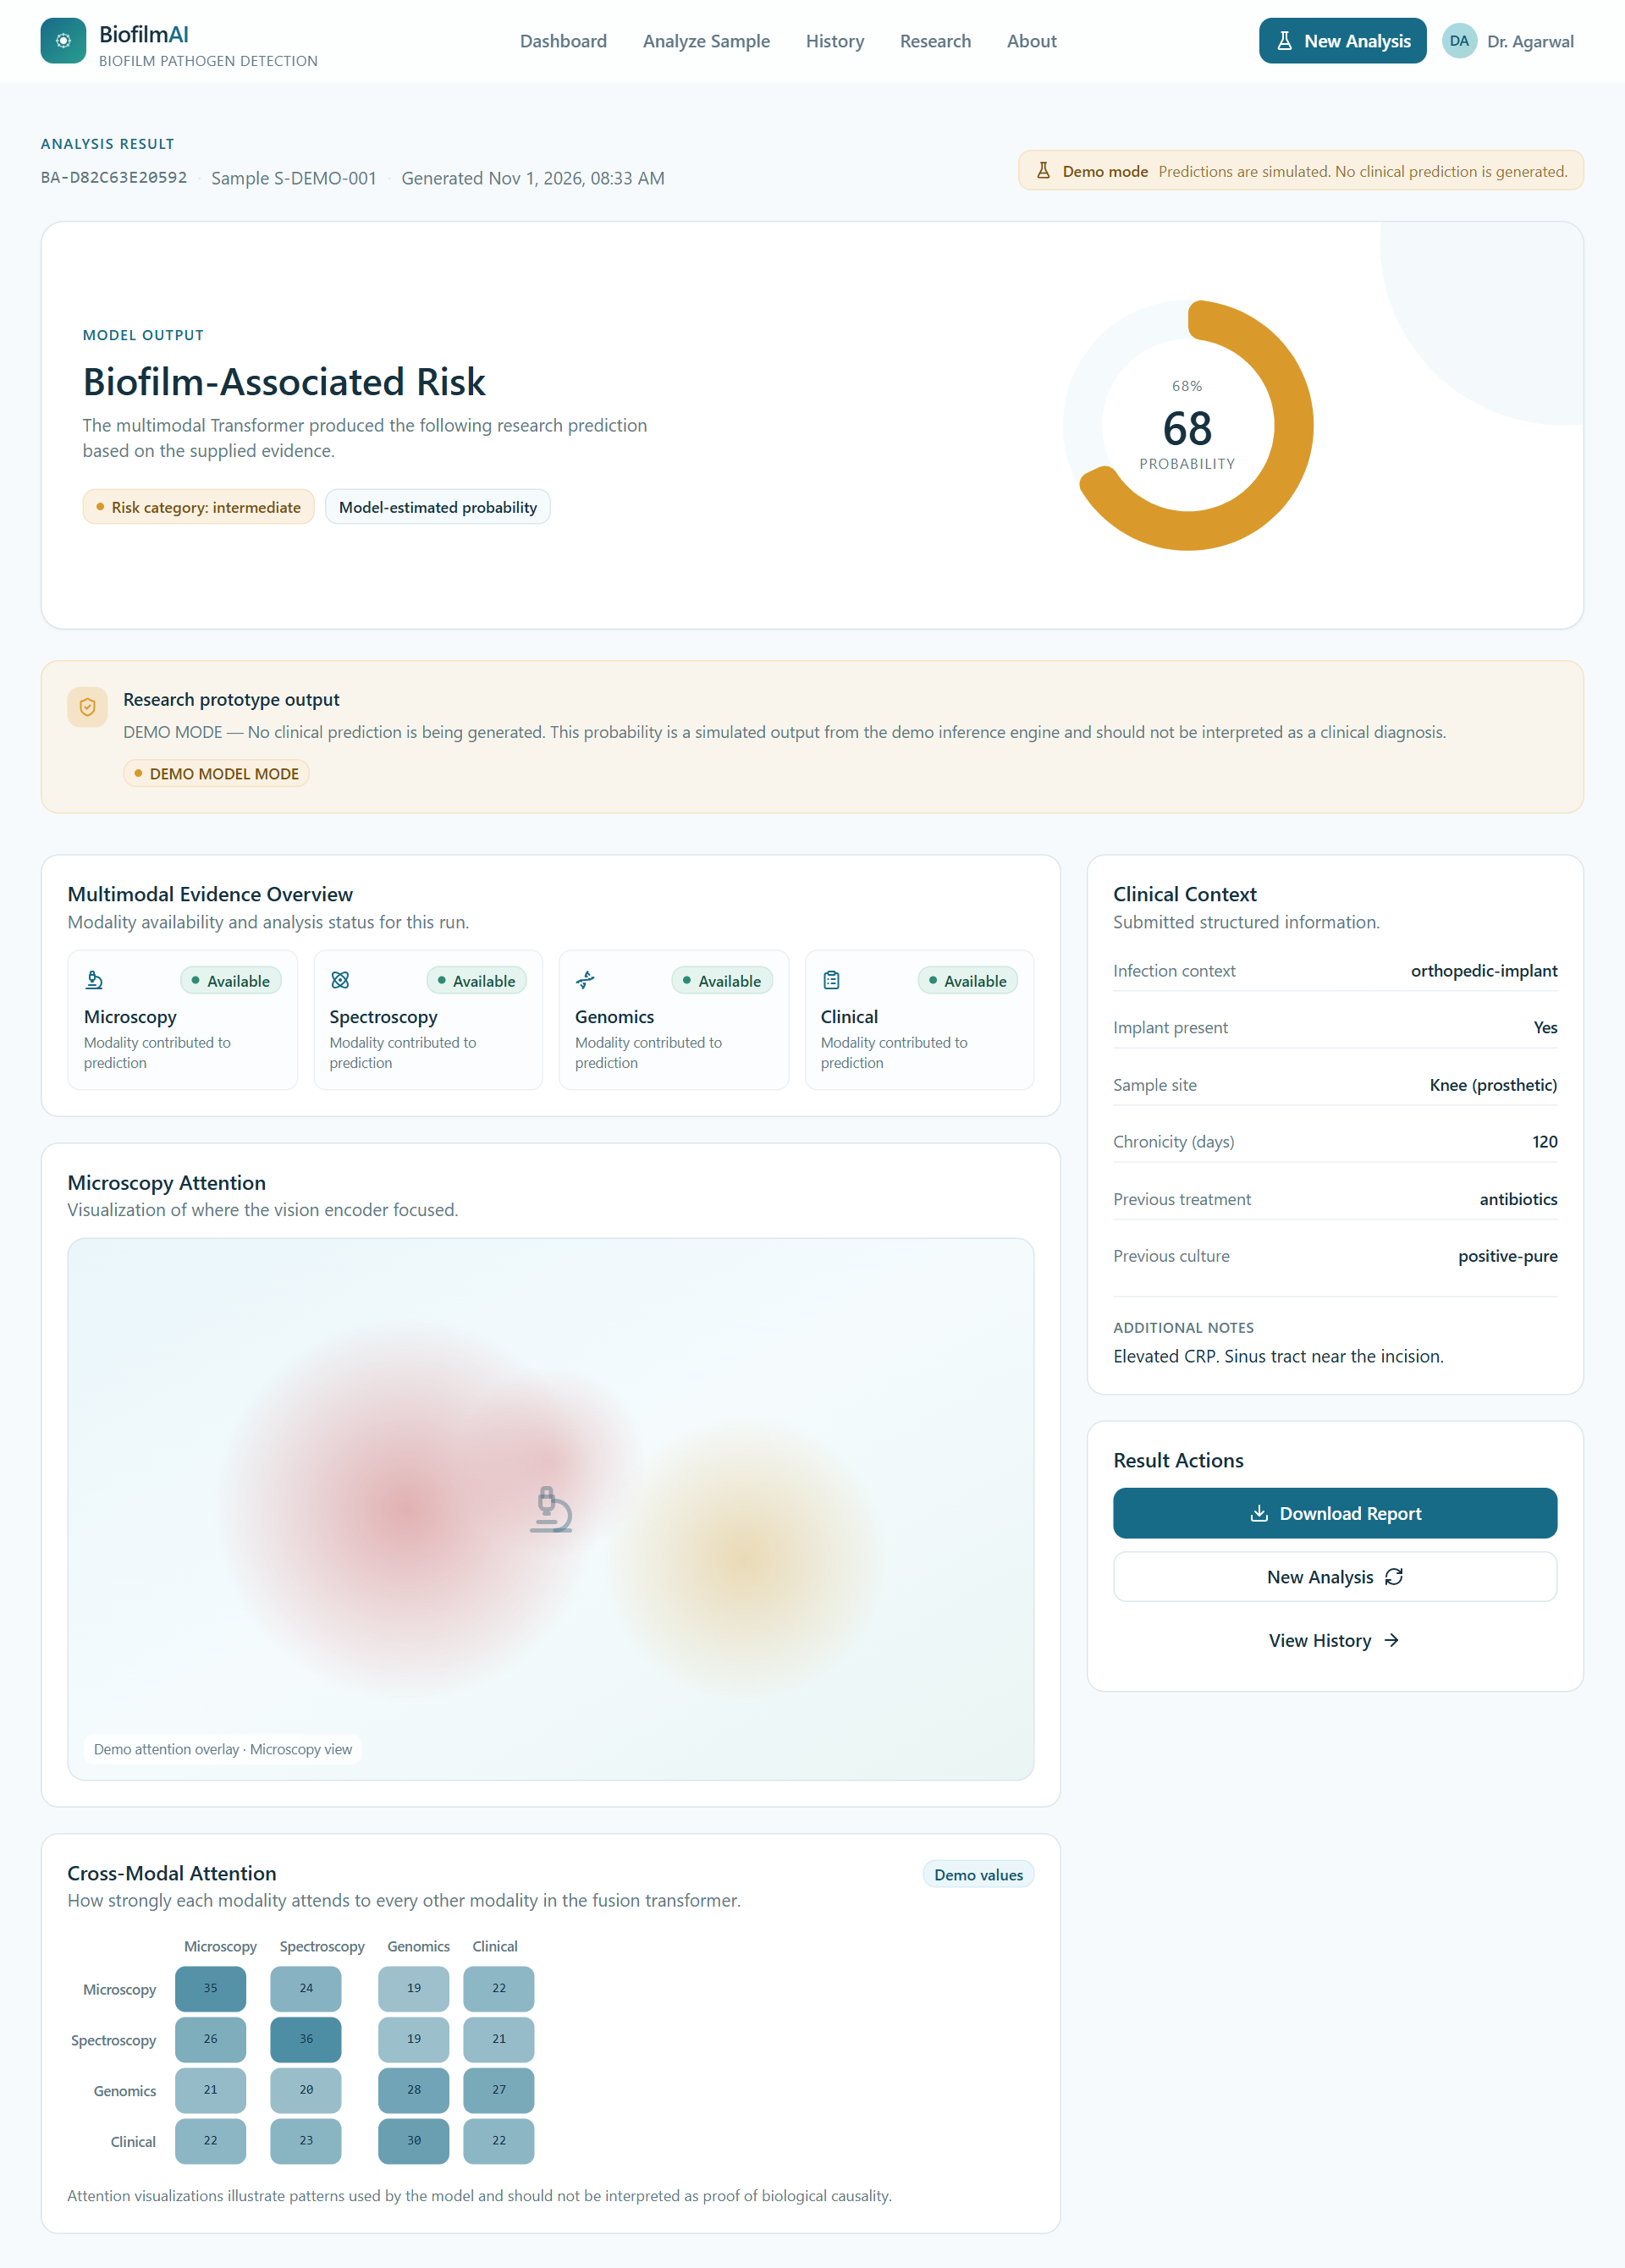 BiofilmAI
BIOFILM PATHOGEN DETECTION
Dashboard
Analyze Sample
History
Research
About
New Analysis
DA
Dr. Agarwal
ANALYSIS RESULT
BA-D82C63E20592 · Sample S-DEMO-001 · Generated Nov 1, 2026, 08:33 AM
Demo mode Predictions are simulated. No clinical prediction is generated.
MODEL OUTPUT
Biofilm-Associated Risk
The multimodal Transformer produced the following research prediction
based on the supplied evidence.
Risk category: intermediate
Model-estimated probability
68%
68
PROBABILITY
Research prototype output
DEMO MODE — No clinical prediction is being generated. This probability is a simulated output from the demo inference engine and should not be interpreted as a clinical diagnosis.
DEMO MODEL MODE
Multimodal Evidence Overview
Modality availability and analysis status for this run.
Available
Microscopy
Modality contributed to
prediction
Available
Spectroscopy
Modality contributed to
prediction
Available
Genomics
Modality contributed to
prediction
Available
Clinical
Modality contributed to
prediction
Microscopy Attention
Visualization of where the vision encoder focused.
Demo attention overlay · Microscopy view
Cross-Modal Attention
Demo values
How strongly each modality attends to every other modality in the fusion transformer.
Microscopy Spectroscopy Genomics Clinical
Microscopy 35 24 19 22
Spectroscopy 26 36 19 21
Genomics 21 20 28 27
Clinical 22 23 30 22
Attention visualizations illustrate patterns used by the model and should not be interpreted as proof of biological causality.
Clinical Context
Submitted structured information.
Infection context orthopedic-implant
Implant present Yes
Sample site Knee (prosthetic)
Chronicity (days) 120
Previous treatment antibiotics
Previous culture positive-pure
ADDITIONAL NOTES
Elevated CRP. Sinus tract near the incision.
Result Actions
Download Report
New Analysis
View History